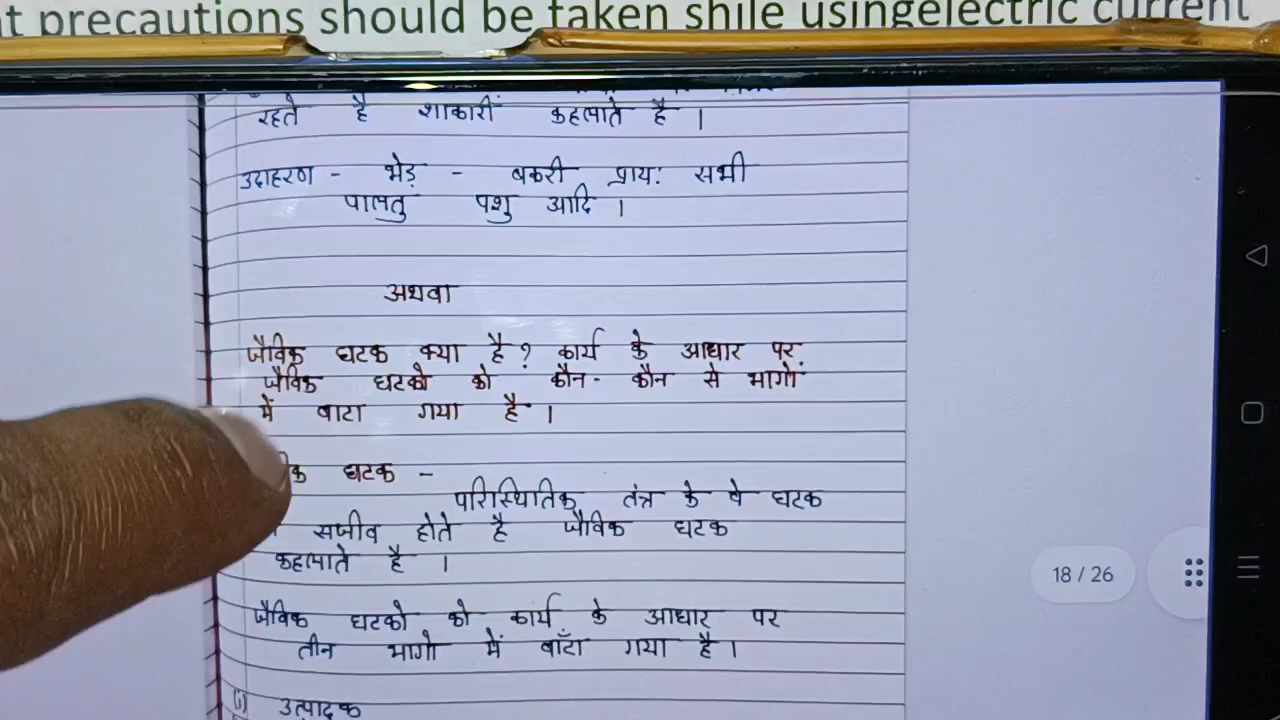 t precautions should be taken shile usingelectric current
रहते है शाकारी कहलाते है ।
उदाहरण - भेड़ - बकरी प्राय: सभी
पालतु पशु आदि ।
अथवा
जैविक घटक क्या है ? कार्य के आधार पर
जैविक घटको को कौन - कौन से भागो
में बाटा गया है ।
घटक -
परिस्थितिक तंत्र के वे घटक
सजीव होते है जैविक घटक
कहलाते है ।
जैविक घटको को कार्य के आधार पर
तीन भागो में बाँटा गया है ।
(i) उत्पादक
18 / 26